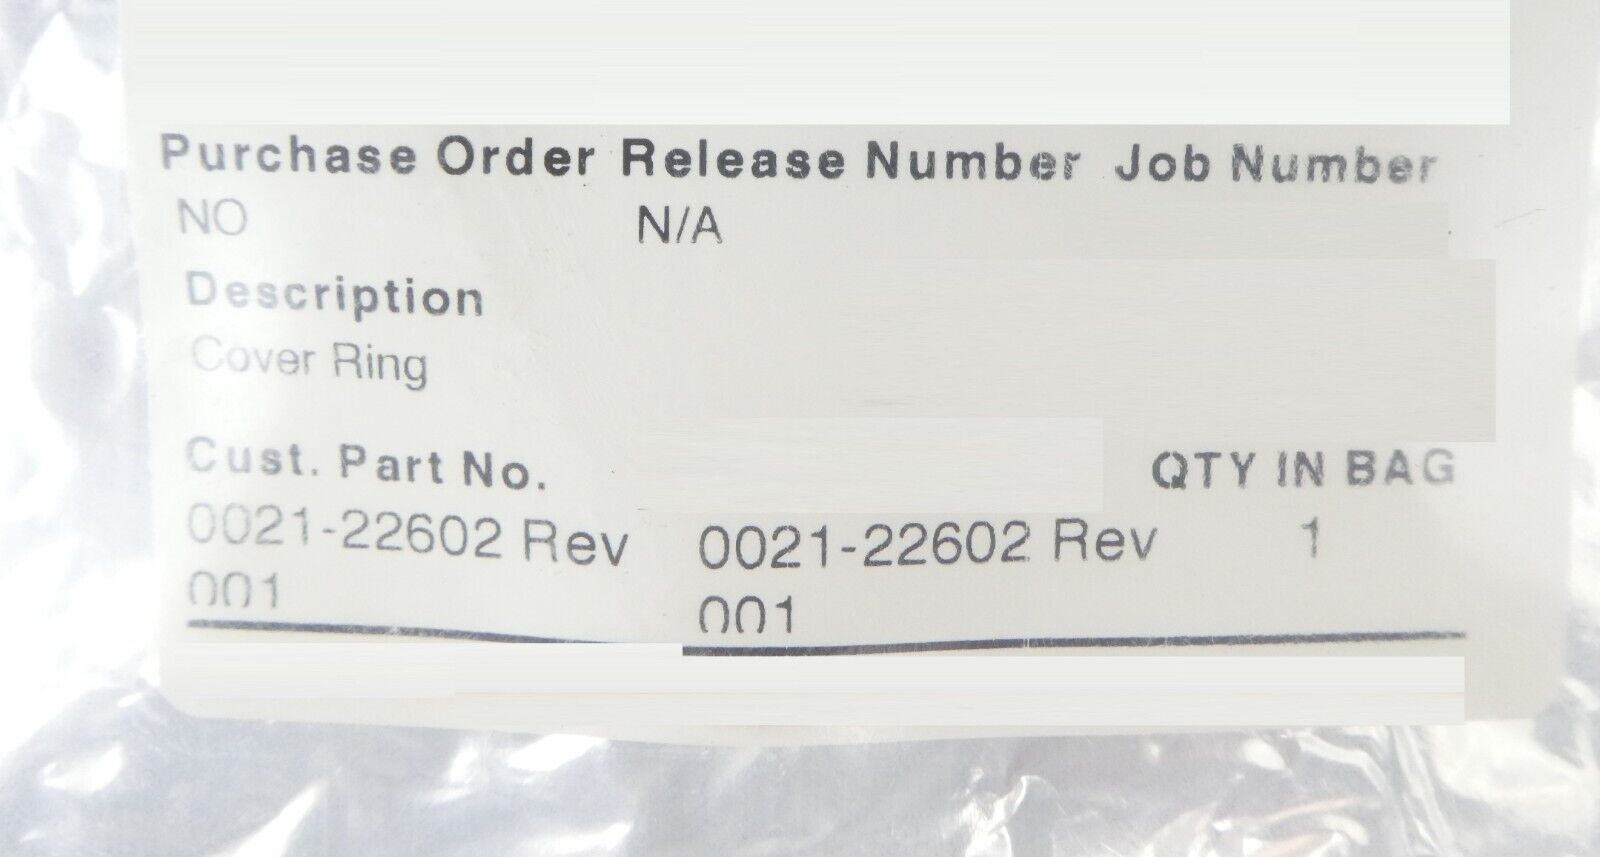 Purchase Order Release Number Job Number
NO N/A
Description
Cover Ring
Cust. Part No. QTY IN BAG
0021-22602 Rev 0021-22602 Rev 1
001 001